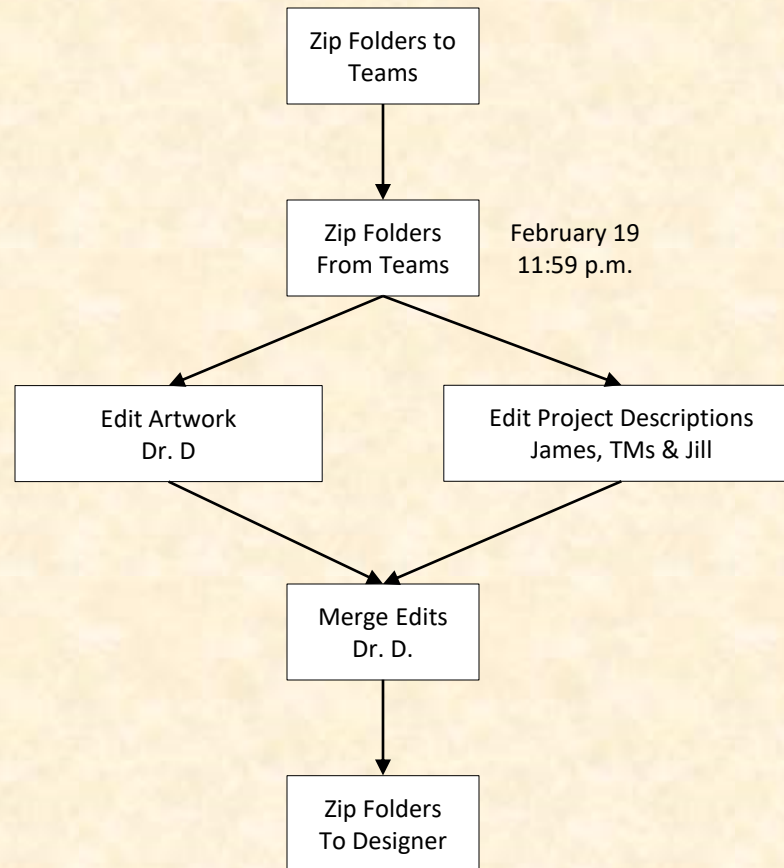 Zip Folders to
Teams
Zip Folders
From Teams
February 19
11:59 p.m.
Edit Artwork
Dr. D
Edit Project Descriptions
James, TMs & Jill
Merge Edits
Dr. D.
Zip Folders
To Designer